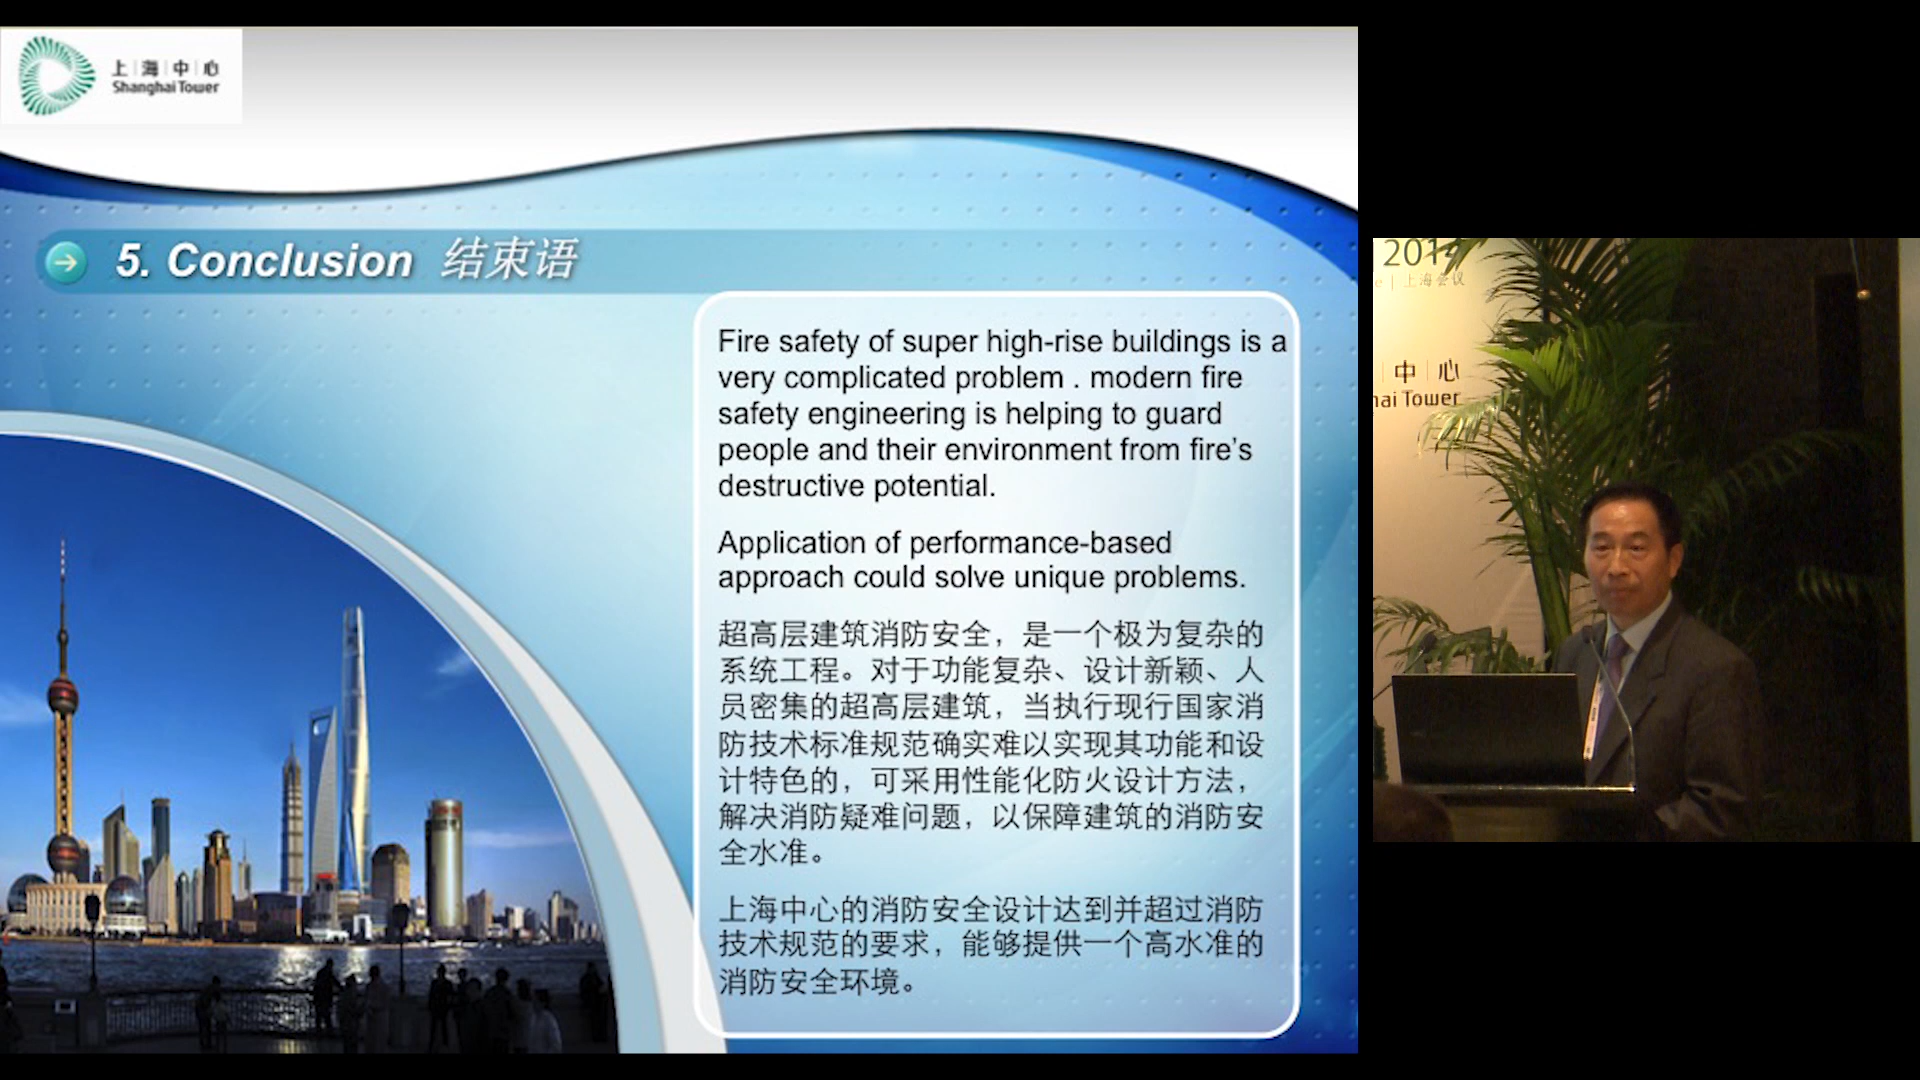 上海中心
Shanghai Tower
5. Conclusion 结束语
Fire safety of super high-rise buildings is a
very complicated problem . modern fire
safety engineering is helping to guard
people and their environment from fire’s
destructive potential.
Application of performance-based
approach could solve unique problems.
超高层建筑消防安全，是一个极为复杂的
系统工程。对于功能复杂、设计新颖、人
员密集的超高层建筑，当执行现行国家消
防技术标准规范确实难以实现其功能和设
计特色的，可采用性能化防火设计方法，
解决消防疑难问题，以保障建筑的消防安
全水准。
上海中心的消防安全设计达到并超过消防
技术规范的要求，能够提供一个高水准的
消防安全环境。
2014
e | 上海会议
中心
hai Tower